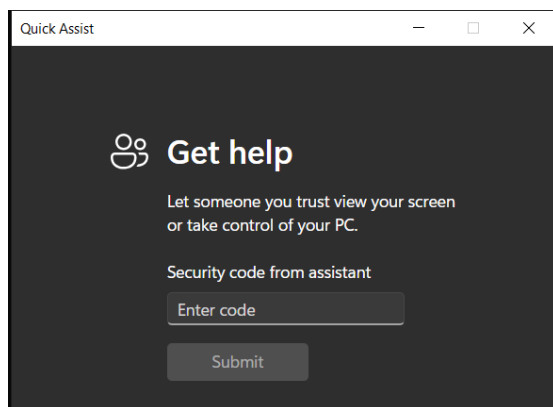 Quick Assist
Get help
Let someone you trust view your screen
or take control of your PC.
Security code from assistant
Enter code
Submit